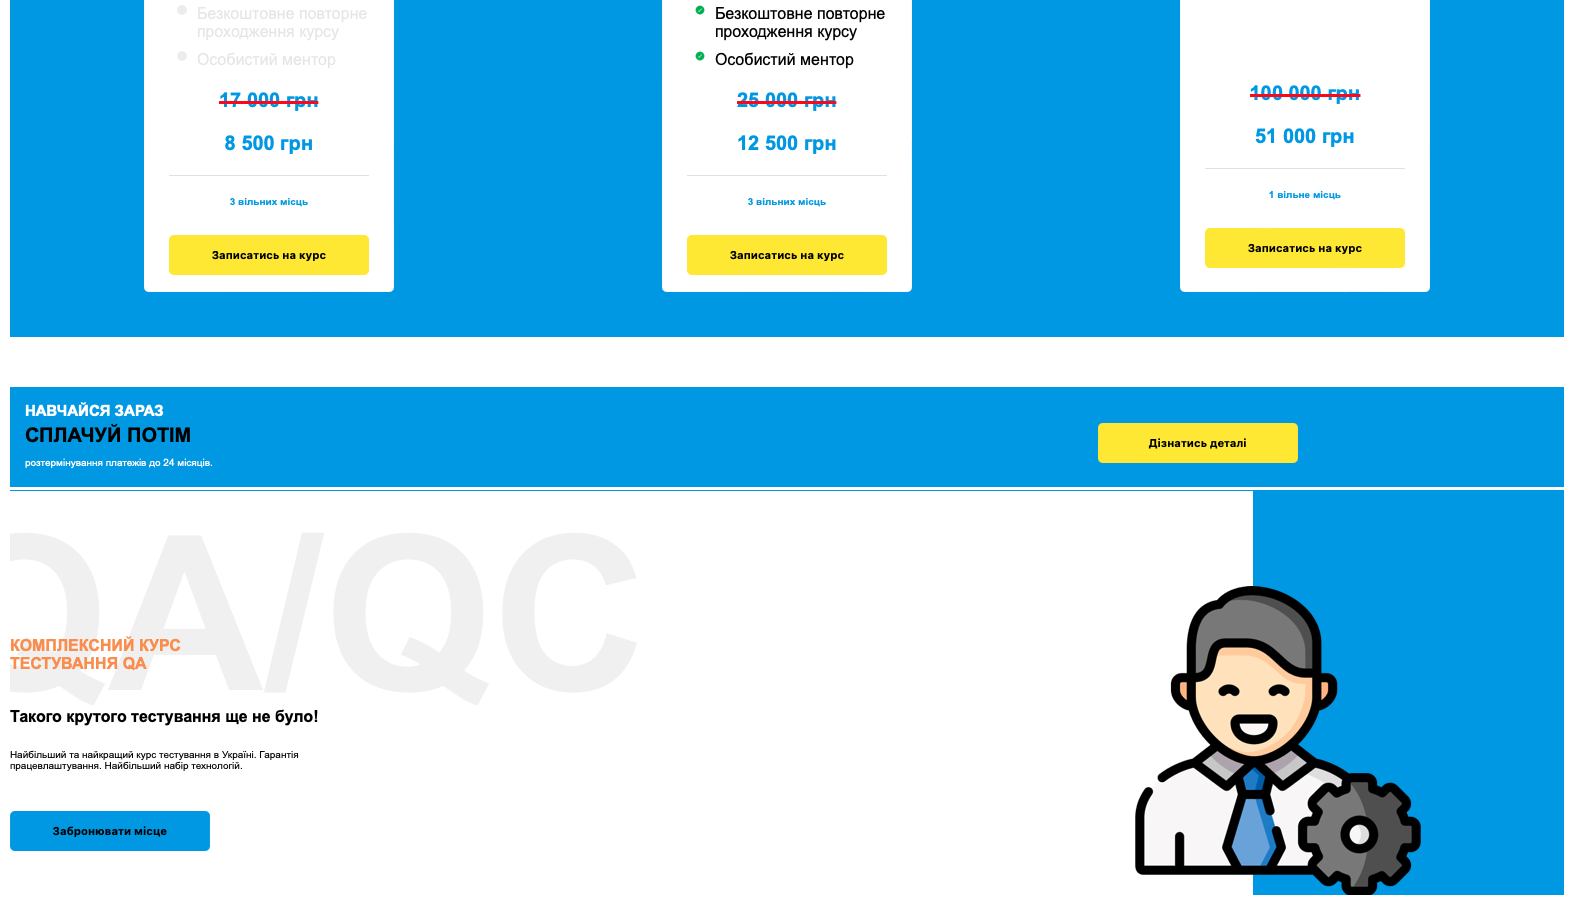 Безкоштовне повторне
проходження курсу
Особистий ментор
17 000 грн
8 500 грн
3 вільних місць
Записатись на курс
Безкоштовне повторне
проходження курсу
Особистий ментор
25 000 грн
12 500 грн
3 вільних місць
Записатись на курс
100 000 грн
51 000 грн
1 вільне місць
Записатись на курс
НАВЧАЙСЯ ЗАРАЗ
СПЛАЧУЙ ПОТІМ
розтермінування платежів до 24 місяців.
Дізнатись деталі
QA/QC
КОМПЛЕКСНИЙ КУРС
ТЕСТУВАННЯ QA
Такого крутого тестування ще не було!
Найбільший та найкращий курс тестування в Україні. Гарантія
працевлаштування. Найбільший набір технологій.
Забронювати місце